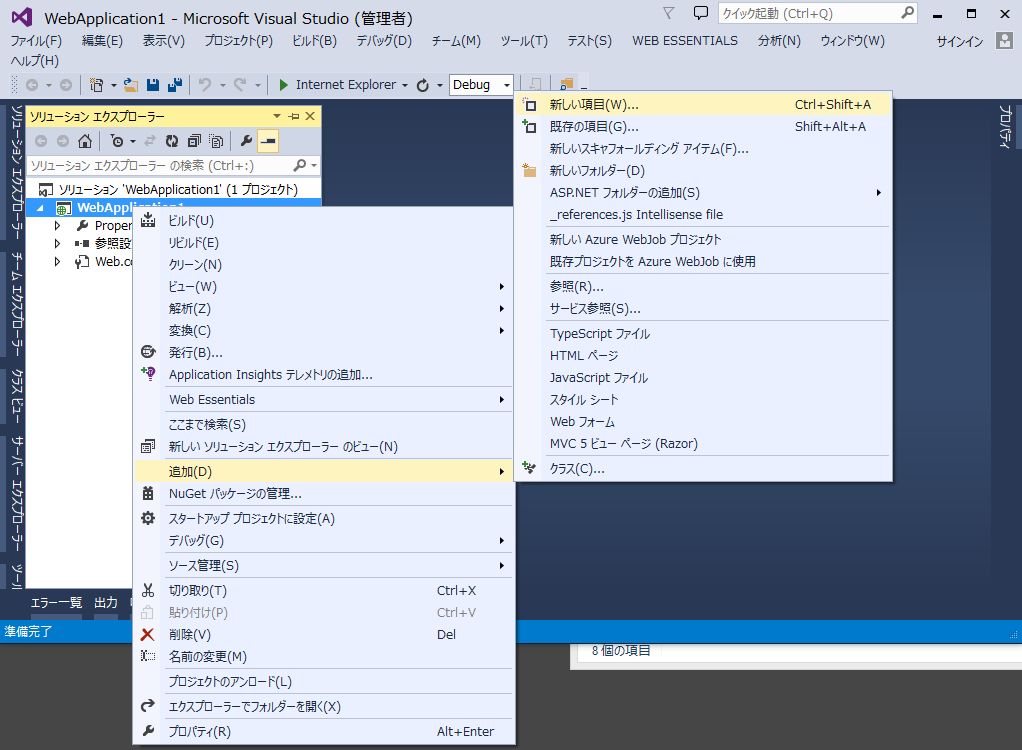 WebApplication1 - Microsoft Visual Studio (管理者)
クイック起動 (Ctrl+Q)
ファイル(F) 編集(E) 表示(V) プロジェクト(P) ビルド(B) デバッグ(D) チーム(M) ツール(T) テスト(S) WEB ESSENTIALS 分析(N) ウィンドウ(W) サインイン
ヘルプ(H)
Internet Explorer Debug
ソリューション エクスプローラー
チーム エクスプローラー
クラス ビュー
サーバー エクスプローラー
ツール
ソリューション エクスプローラー
ソリューション エクスプローラー の検索 (Ctrl+:)
ソリューション 'WebApplication1' (1 プロジェクト)
WebApplication1
Proper
参照設
Web.co
エラー一覧 出力
準備完了
ビルド(U)
リビルド(E)
クリーン(N)
ビュー(W)
解析(Z)
変換(C)
発行(B)...
Application Insights テレメトリの追加...
Web Essentials
ここまで検索(S)
新しい ソリューション エクスプローラー のビュー(N)
追加(D)
NuGet パッケージの管理...
スタートアップ プロジェクトに設定(A)
デバッグ(G)
ソース管理(S)
切り取り(T) Ctrl+X
貼り付け(P) Ctrl+V
削除(V) Del
名前の変更(M)
プロジェクトのアンロード(L)
エクスプローラーでフォルダーを開く(X)
プロパティ(R) Alt+Enter
新しい項目(W)... Ctrl+Shift+A
既存の項目(G)... Shift+Alt+A
新しいスキャフォールディング アイテム(F)...
新しいフォルダー(D)
ASP.NET フォルダーの追加(S)
_references.js Intellisense file
新しい Azure WebJob プロジェクト
既存プロジェクトを Azure WebJob に使用
参照(R)...
サービス参照(S)...
TypeScript ファイル
HTML ページ
JavaScript ファイル
スタイル シート
Web フォーム
MVC 5 ビュー ページ (Razor)
クラス(C)...
プロパティ
8 個の項目